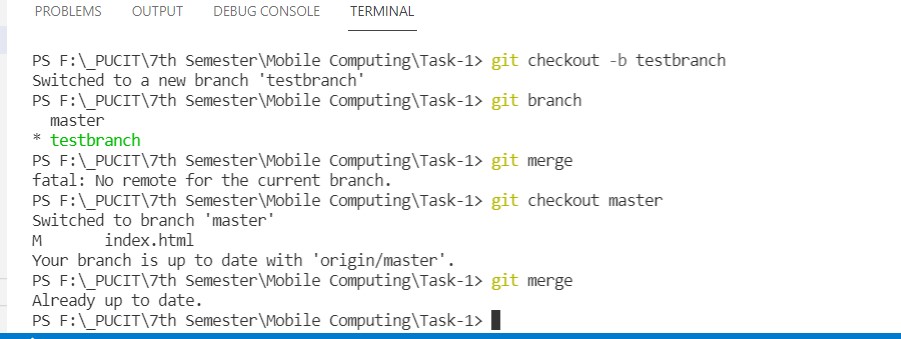 PROBLEMS OUTPUT DEBUG CONSOLE TERMINAL
PS F:\_PUCIT\7th Semester\Mobile Computing\Task-1> git checkout -b testbranch
Switched to a new branch 'testbranch'
PS F:\_PUCIT\7th Semester\Mobile Computing\Task-1> git branch
  master
* testbranch
PS F:\_PUCIT\7th Semester\Mobile Computing\Task-1> git merge
fatal: No remote for the current branch.
PS F:\_PUCIT\7th Semester\Mobile Computing\Task-1> git checkout master
Switched to branch 'master'
M       index.html
Your branch is up to date with 'origin/master'.
PS F:\_PUCIT\7th Semester\Mobile Computing\Task-1> git merge
Already up to date.
PS F:\_PUCIT\7th Semester\Mobile Computing\Task-1>